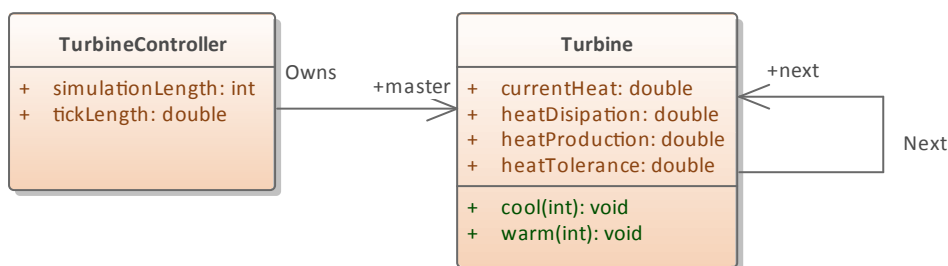 TurbineController
+ simulationLength: int
+ tickLength: double
Owns
+master
Turbine
+ currentHeat: double
+ heatDisipation: double
+ heatProduction: double
+ heatTolerance: double
+ cool(int): void
+ warm(int): void
+next
Next